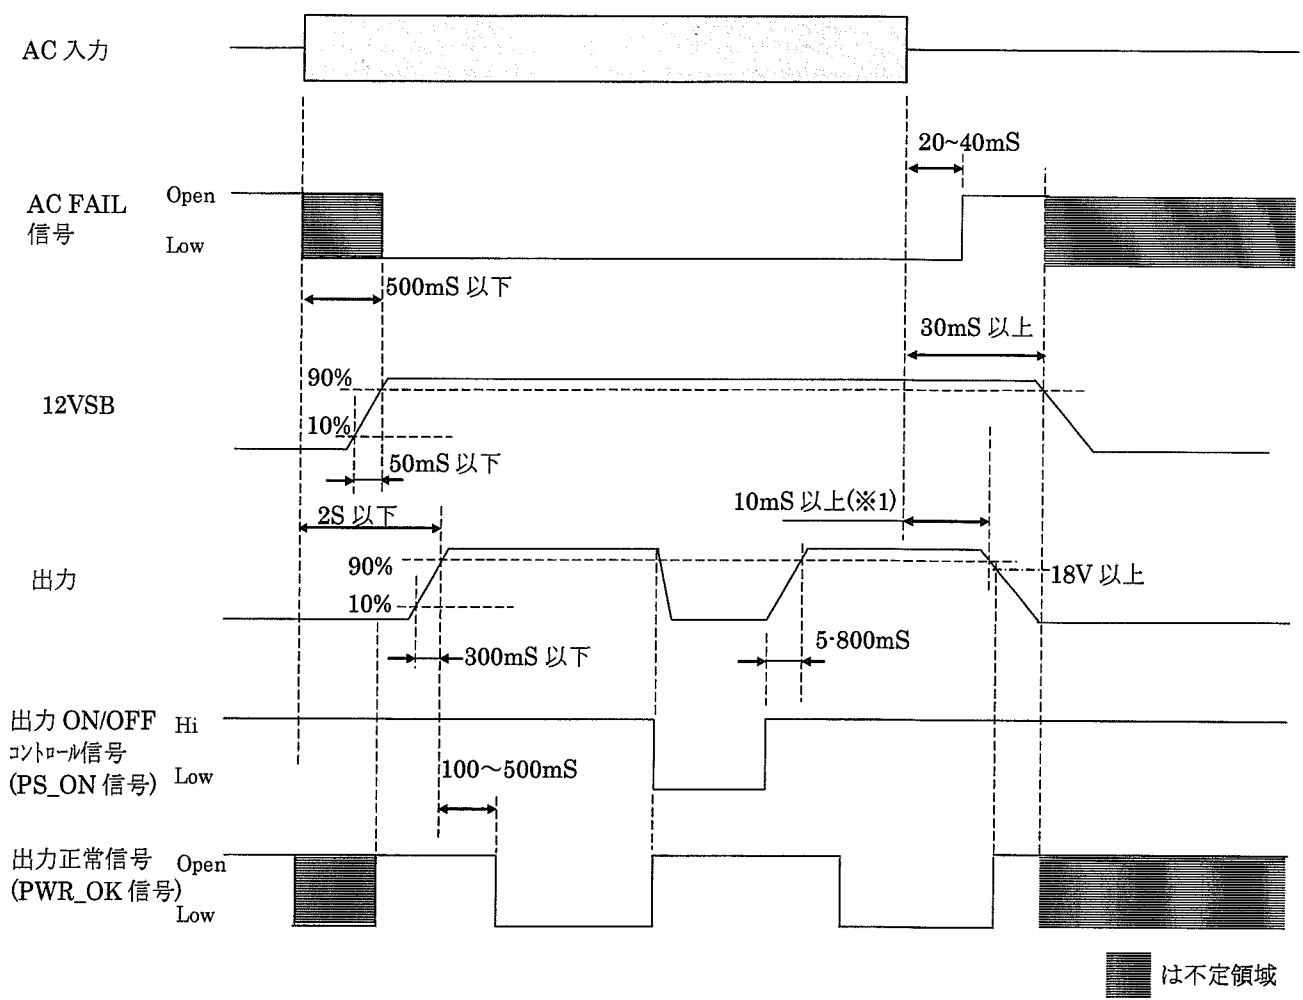 AC 入力
20~40mS
AC FAIL
信号
Open
Low
500mS 以下
30mS 以上
12VSB
90%
10%
50mS 以下
2S 以下
10mS 以上(※1)
出力
90%
10%
18V 以上
300mS 以下
5-800mS
出力 ON/OFF
コントロール信号
(PS_ON 信号)
Hi
Low
100～500mS
出力正常信号
(PWR_OK 信号)
Open
Low
は不定領域